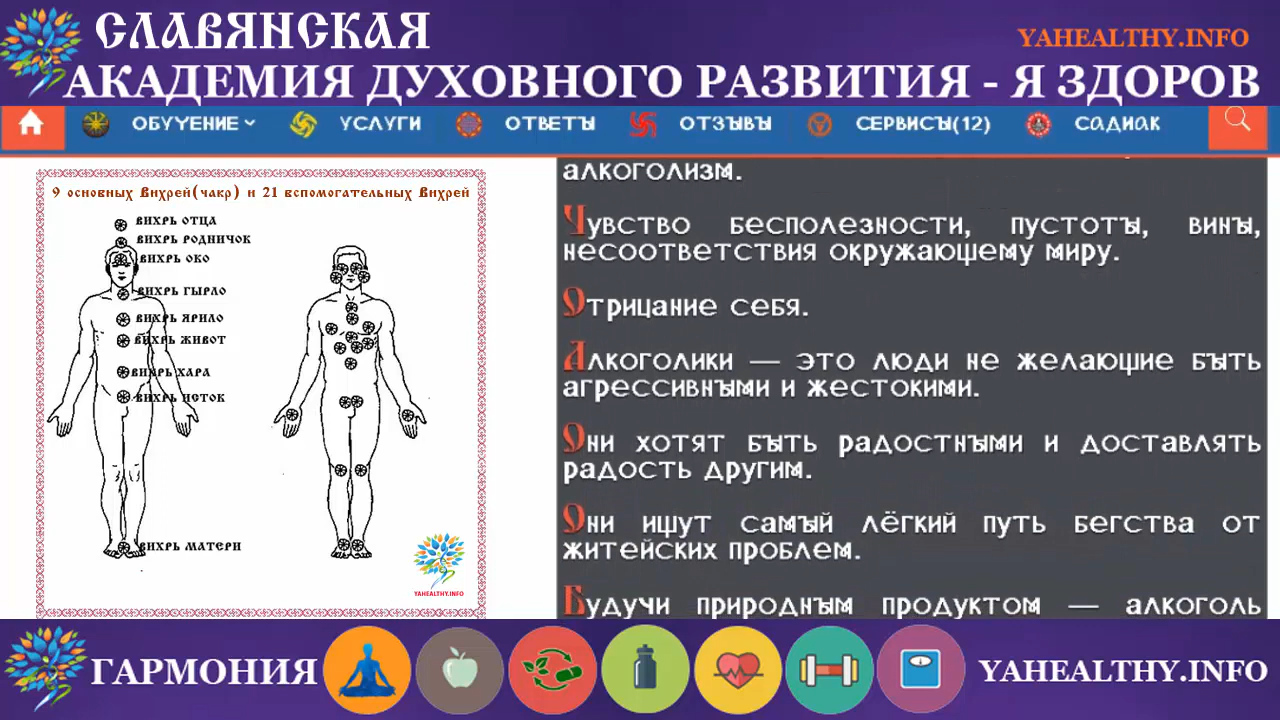 СЛАВЯНСКАЯ
АКАДЕМИЯ ДУХОВНОГО РАЗВИТИЯ - Я ЗДОРОВ
YAHEALTHY.INFO
ОБУЧЕНИЕ УСЛУГИ ОТВЕТЫ ОТЗЫВЫ СЕРВИСЫ(12) САДИАК
9 основных Вихрей(чакр) и 21 вспомогательных Вихрей
ВИХРЬ ОТЦА
ВИХРЬ РОДНИЧОК
ВИХРЬ ОКО
ВИХРЬ ГЫРЛО
ВИХРЬ ЯРИЛО
ВИХРЬ ЖИВОТ
ВИХРЬ ХАРА
ВИХРЬ ИСТОК
ВИХРЬ МАТЕРИ
YAHEALTHY.INFO
алкоголизм.
Чувство бесполезности, пустоты, вины,
несоответствия окружающему миру.
Отрицание себя.
Алкоголики — это люди не желающие быть
агрессивными и жестокими.
Они хотят быть радостными и доставлять
радость другим.
Они ищут самый лёгкий путь бегства от
житейских проблем.
Будучи природным продуктом — алкоголь
ГАРМОНИЯ
YAHEALTHY.INFO